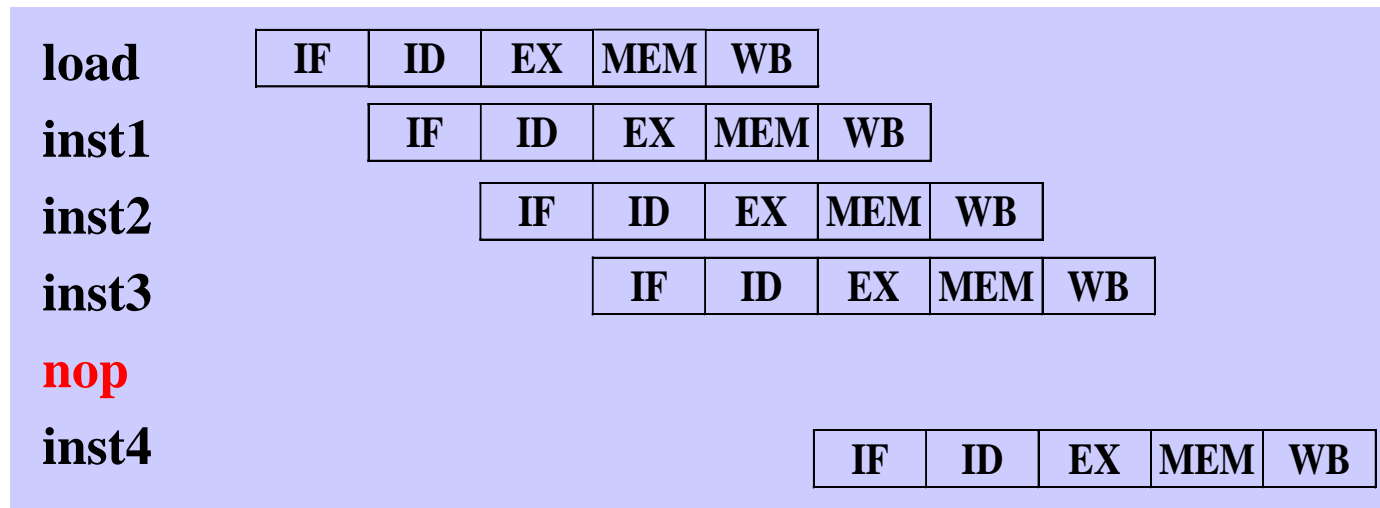 load IF ID EX MEM WB
inst1 IF ID EX MEM WB
inst2 IF ID EX MEM WB
inst3 IF ID EX MEM WB
nop
inst4 IF ID EX MEM WB